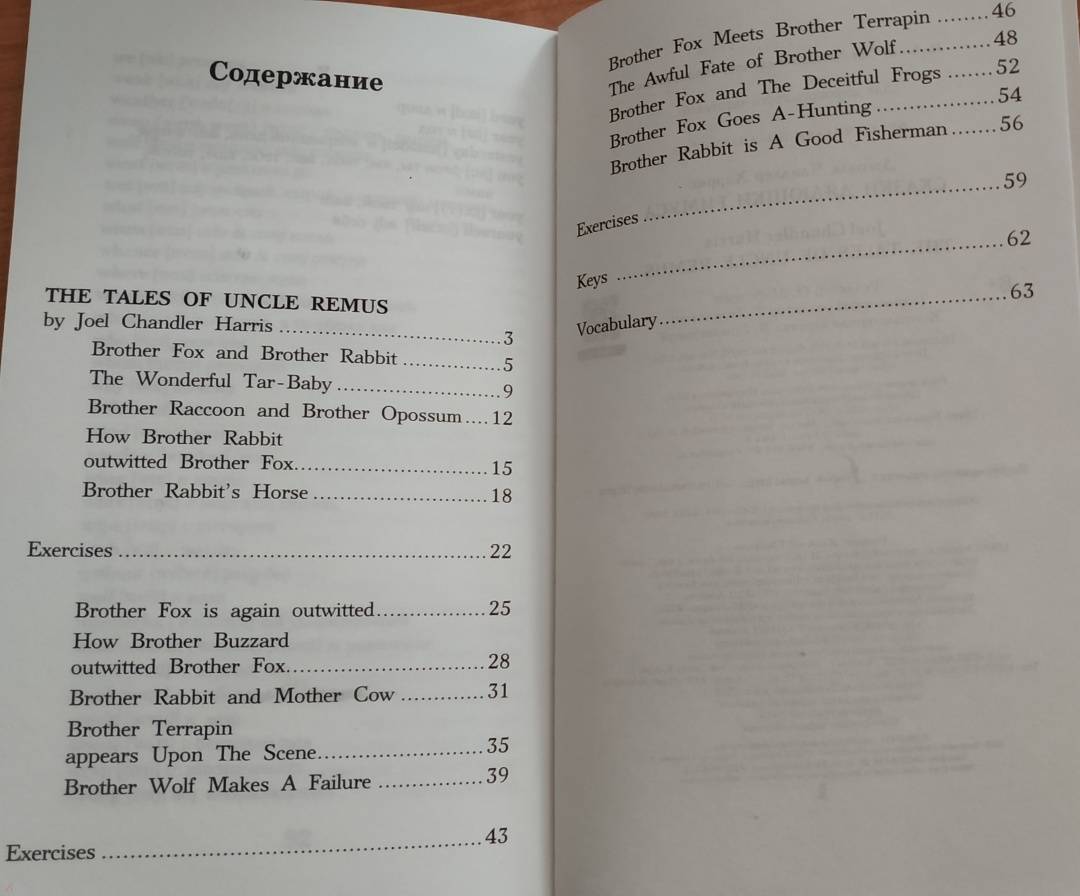 Содержание
THE TALES OF UNCLE REMUS
by Joel Chandler Harris ........................................ 3
Brother Fox and Brother Rabbit ................. 5
The Wonderful Tar-Baby ............................. 9
Brother Raccoon and Brother Opossum .... 12
How Brother Rabbit
outwitted Brother Fox................................... 15
Brother Rabbit's Horse ............................... 18
Exercises ................................................................. 22
Brother Fox is again outwitted................... 25
How Brother Buzzard
outwitted Brother Fox................................... 28
Brother Rabbit and Mother Cow .............. 31
Brother Terrapin
appears Upon The Scene............................. 35
Brother Wolf Makes A Failure .................. 39
Exercises ................................................................. 43
Brother Fox Meets Brother Terrapin ........ 46
The Awful Fate of Brother Wolf............... 48
Brother Fox and The Deceitful Frogs ....... 52
Brother Fox Goes A-Hunting .................... 54
Brother Rabbit is A Good Fisherman ....... 56
Exercises ................................................................. 59
Keys ........................................................................ 62
Vocabulary.............................................................. 63